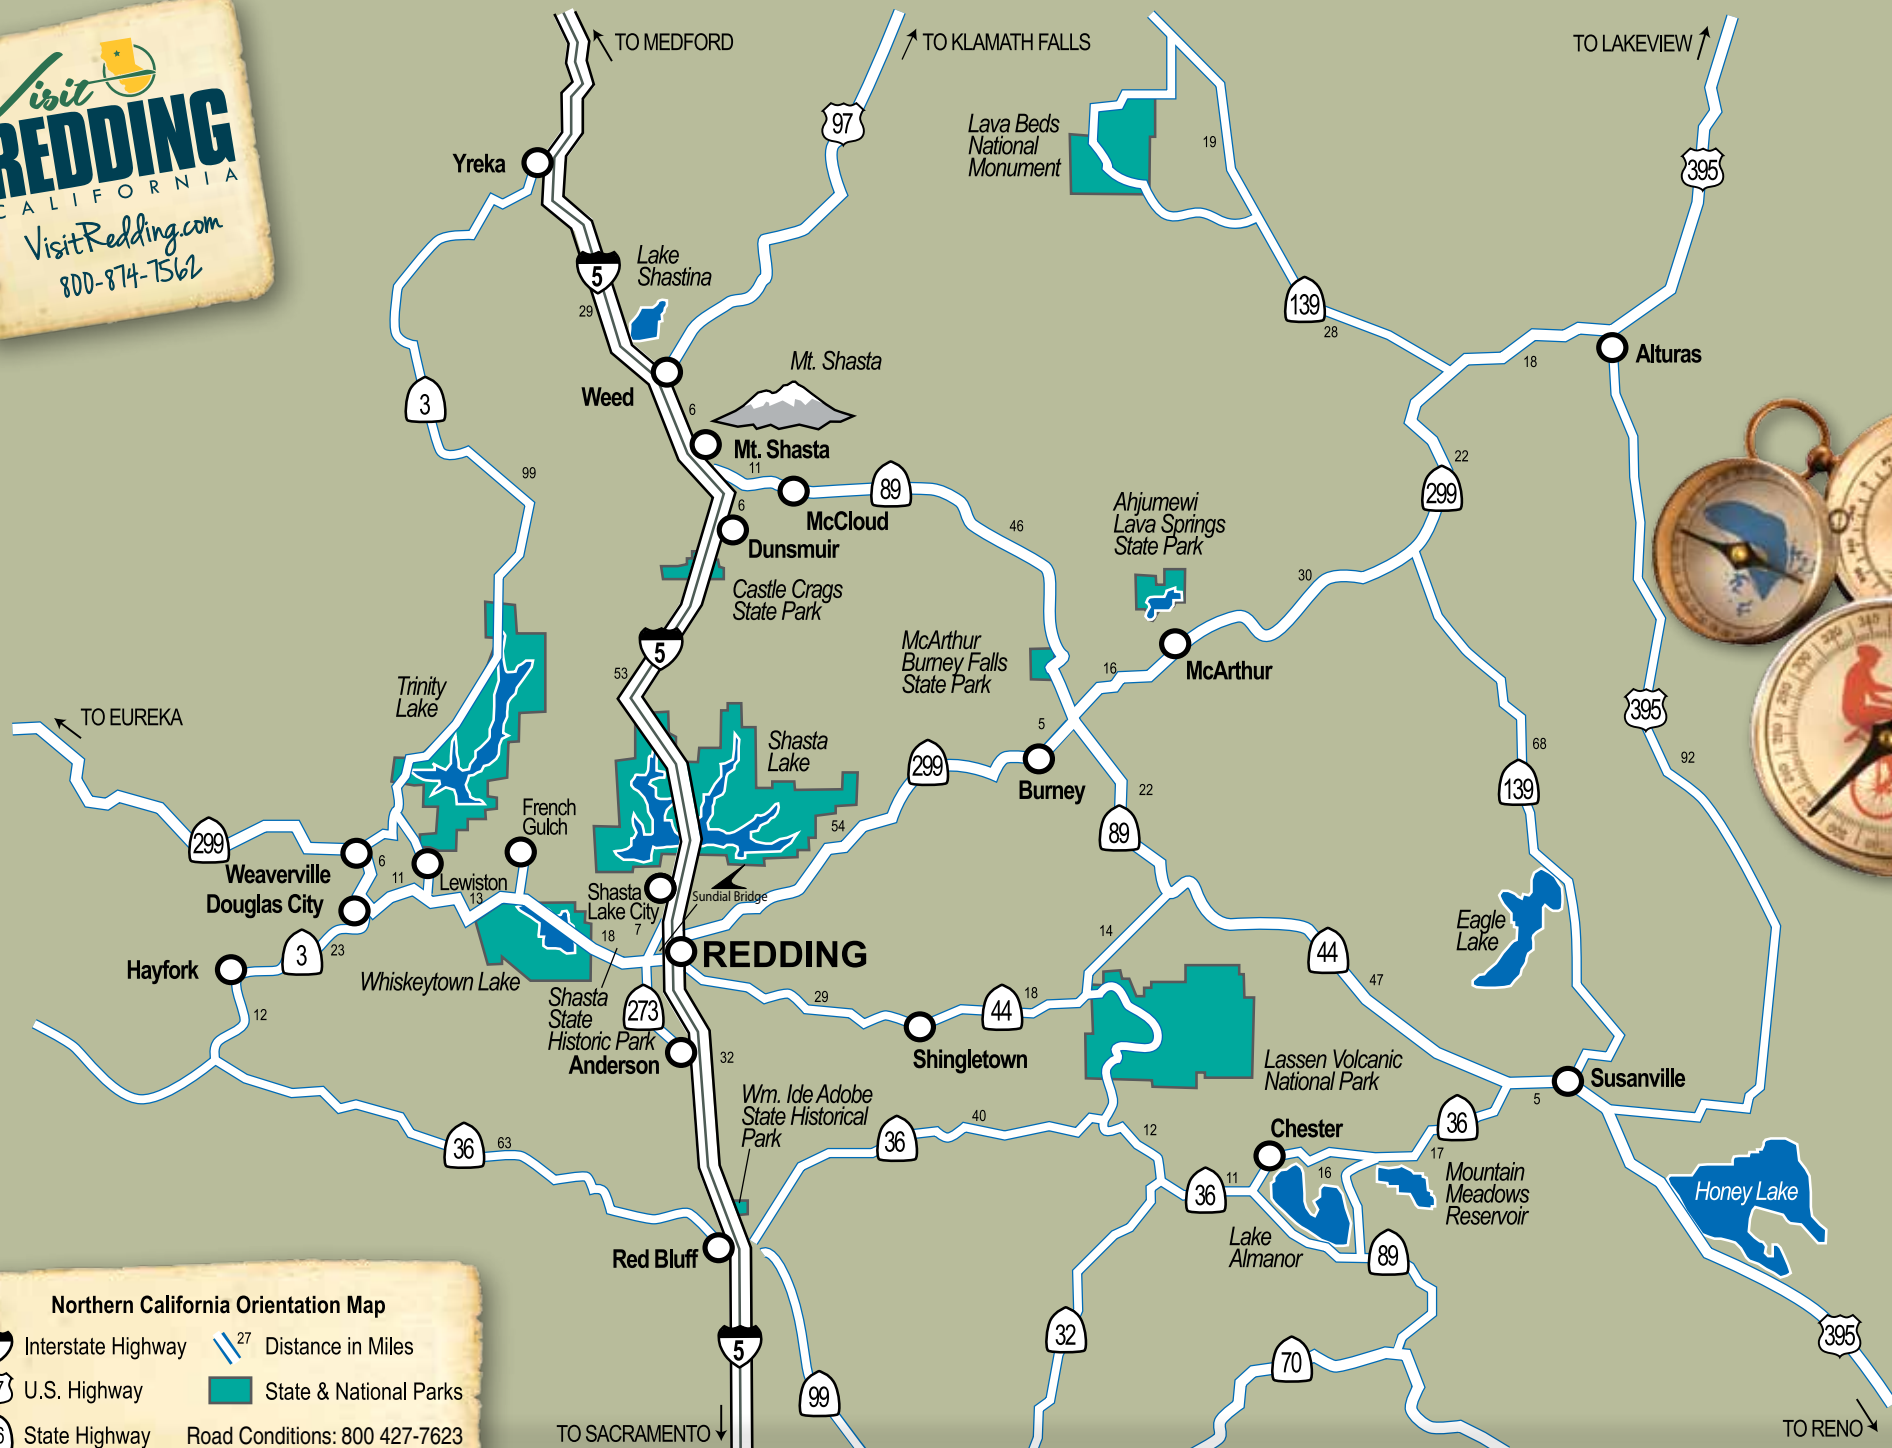 Visit
REDDING
CALIFORNIA
VisitRedding.com
800-874-7562
TO MEDFORD
TO KLAMATH FALLS
TO LAKEVIEW
97
Lava Beds
National
Monument
19
395
Yreka
5
29
Lake
Shastina
139
28
18
Alturas
Mt. Shasta
Weed
6
3
Mt. Shasta
11
89
McCloud
6
Dunsmuir
99
46
22
299
Ahjumewi
Lava Springs
State Park
Castle Crags
State Park
30
5
53
McArthur
Burney Falls
State Park
16
McArthur
Trinity
Lake
TO EUREKA
395
5
Shasta
Lake
299
Burney
68
92
139
22
89
French
Gulch
54
299
Weaverville
6
11
Lewiston
13
Douglas City
Shasta
Lake City
Sundial Bridge
7
18
REDDING
3
23
Hayfork
Whiskeytown Lake
14
44
47
Eagle
Lake
Shasta
State
Historic Park
273
29
44
18
12
Anderson
32
Shingletown
Lassen Volcanic
National Park
Susanville
5
Wm. Ide Adobe
State Historical
Park
36
40
12
Chester
36
17
36
63
36
11
16
Mountain
Meadows
Reservoir
Honey Lake
Lake
Almanor
89
Red Bluff
32
70
395
5
99
TO SACRAMENTO
TO RENO
Northern California Orientation Map
Interstate Highway
27
Distance in Miles
U.S. Highway
State & National Parks
State Highway
Road Conditions: 800 427-7623